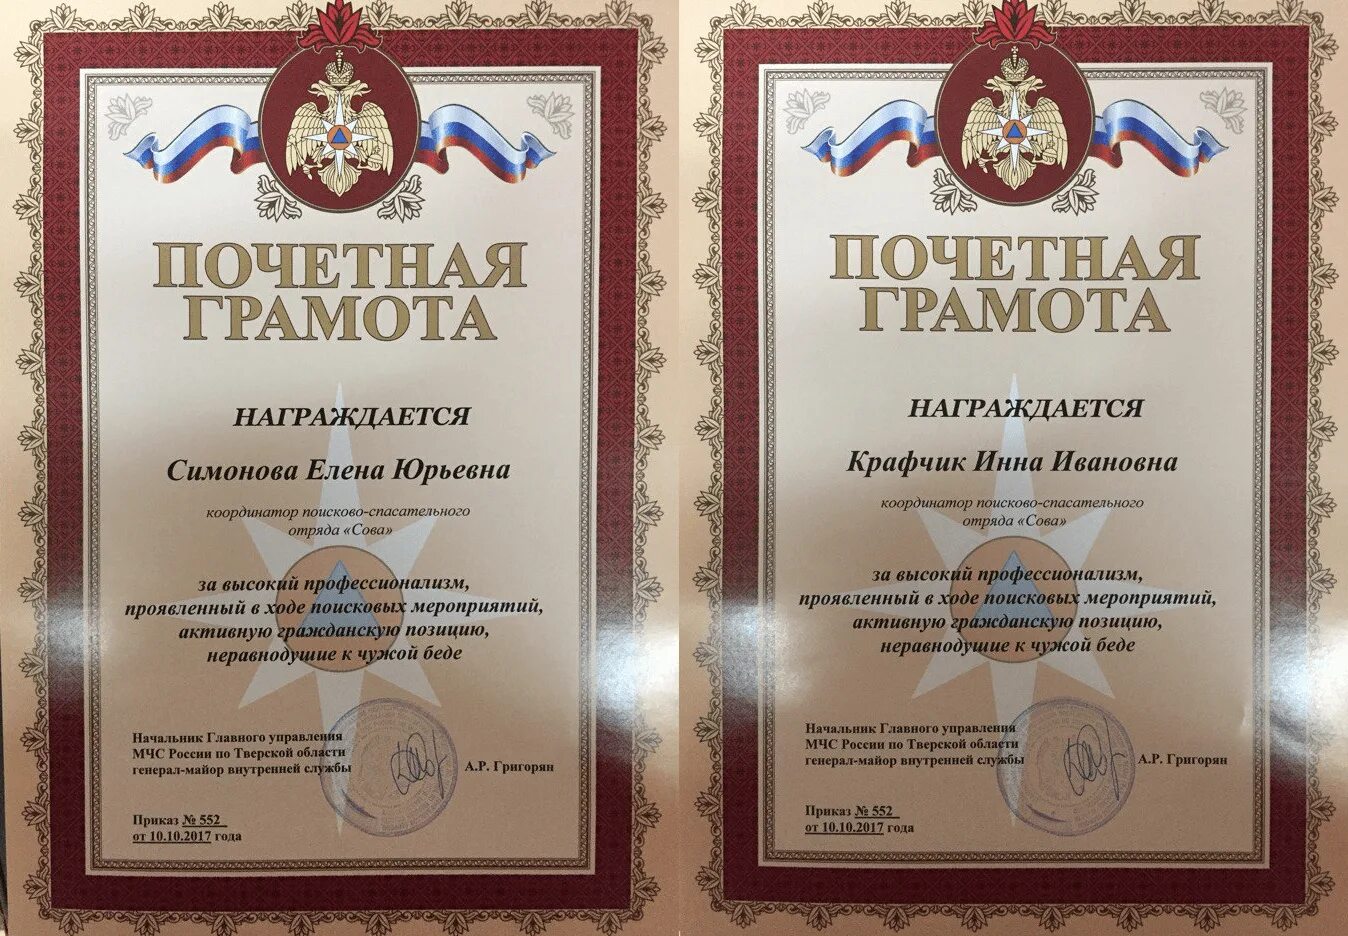 ПОЧЕТНАЯ
ГРАМОТА
НАГРАЖДАЕТСЯ
Симонова Елена Юрьевна
координатор поисково-спасательного
отряда «Сова»
за высокий профессионализм,
проявленный в ходе поисковых мероприятий,
активную гражданскую позицию,
неравнодушие к чужой беде
Начальник Главного управления
МЧС России по Тверской области
генерал-майор внутренней службы
А.Р. Григорян
Приказ № 552
от 10.10.2017 года
ПОЧЕТНАЯ
ГРАМОТА
НАГРАЖДАЕТСЯ
Крафчик Инна Ивановна
координатор поисково-спасательного
отряда «Сова»
за высокий профессионализм,
проявленный в ходе поисковых мероприятий,
активную гражданскую позицию,
неравнодушие к чужой беде
Начальник Главного управления
МЧС России по Тверской области
генерал-майор внутренней службы
А.Р. Григорян
Приказ № 552
от 10.10.2017 года